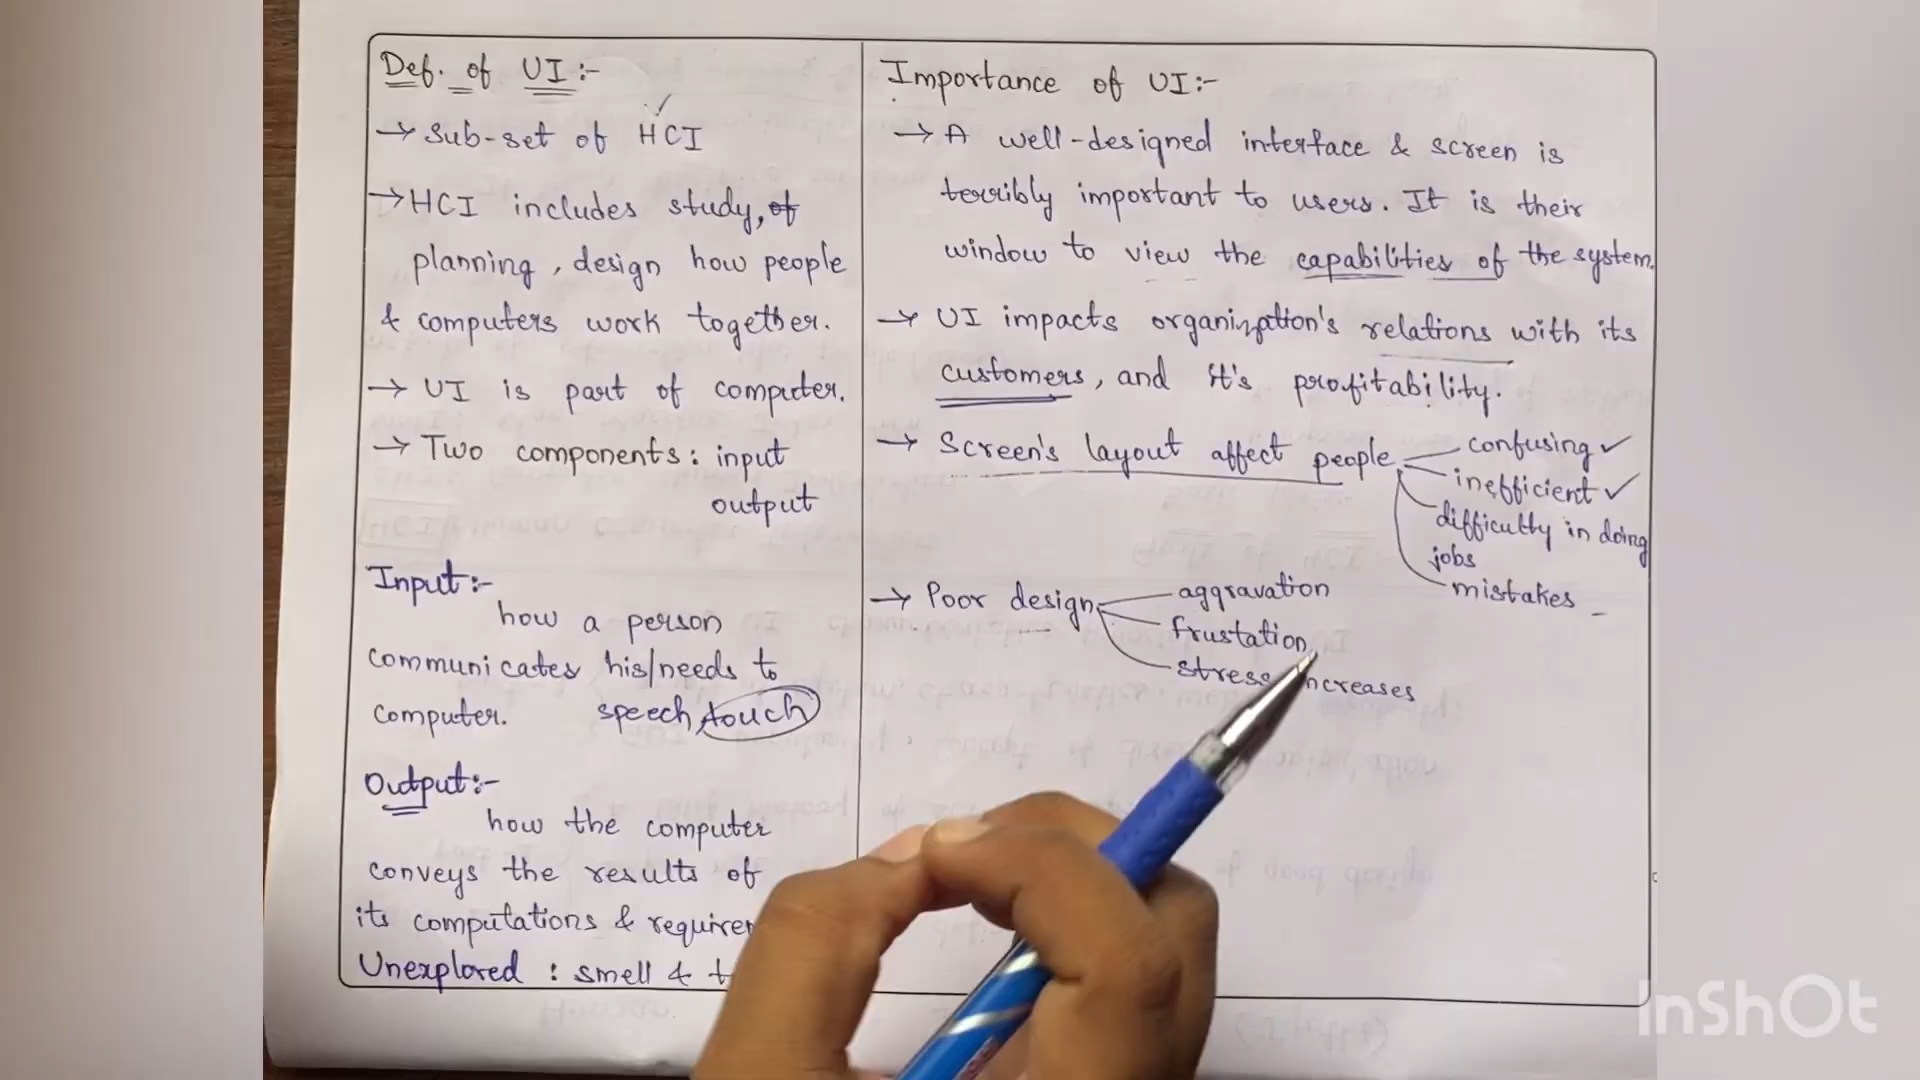 Def. of UI :-
→ Sub-set of HCI
→ HCI includes study, of
planning, design how people
& computers work together.
→ UI is part of computer.
→ Two components : input
output
Input :-
how a person
communicates his/needs to
computer. speech, touch
Output :-
how the computer
conveys the results of
its computations &
Unexplored : smell &
Importance of UI :-
→ A well-designed interface & screen is
terribly important to users. It is their
window to view the capabilities of the system.
→ UI impacts organization's relations with its
customers, and it's profitability.
→ Screen's layout affect people
confusing ✓
inefficient ✓
difficulty in doing
jobs
mistakes
→ Poor design
aggravation
frustation
stress increases
InShOt